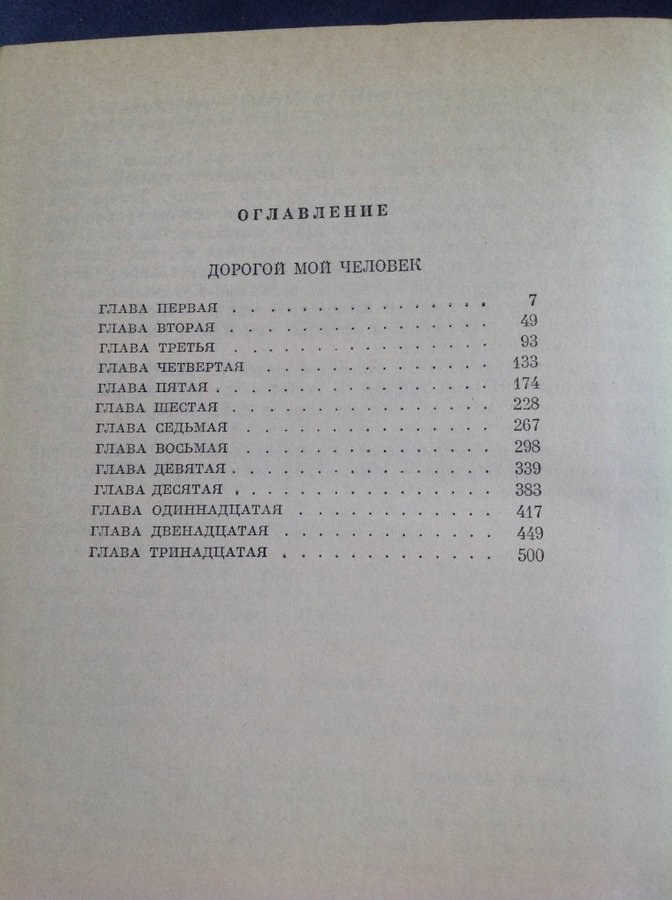 ОГЛАВЛЕНИЕ
ДОРОГОЙ МОЙ ЧЕЛОВЕК
ГЛАВА ПЕРВАЯ . . . . . . . . . . . . . . . . 7
ГЛАВА ВТОРАЯ . . . . . . . . . . . . . . . . 49
ГЛАВА ТРЕТЬЯ . . . . . . . . . . . . . . . . 93
ГЛАВА ЧЕТВЕРТАЯ . . . . . . . . . . . . . . 133
ГЛАВА ПЯТАЯ . . . . . . . . . . . . . . . . . 174
ГЛАВА ШЕСТАЯ . . . . . . . . . . . . . . . . 228
ГЛАВА СЕДЬМАЯ . . . . . . . . . . . . . . . 267
ГЛАВА ВОСЬМАЯ . . . . . . . . . . . . . . . 298
ГЛАВА ДЕВЯТАЯ . . . . . . . . . . . . . . . . 339
ГЛАВА ДЕСЯТАЯ . . . . . . . . . . . . . . . . 383
ГЛАВА ОДИННАДЦАТАЯ . . . . . . . . . . . . 417
ГЛАВА ДВЕНАДЦАТАЯ . . . . . . . . . . . . . 449
ГЛАВА ТРИНАДЦАТАЯ . . . . . . . . . . . . . 500